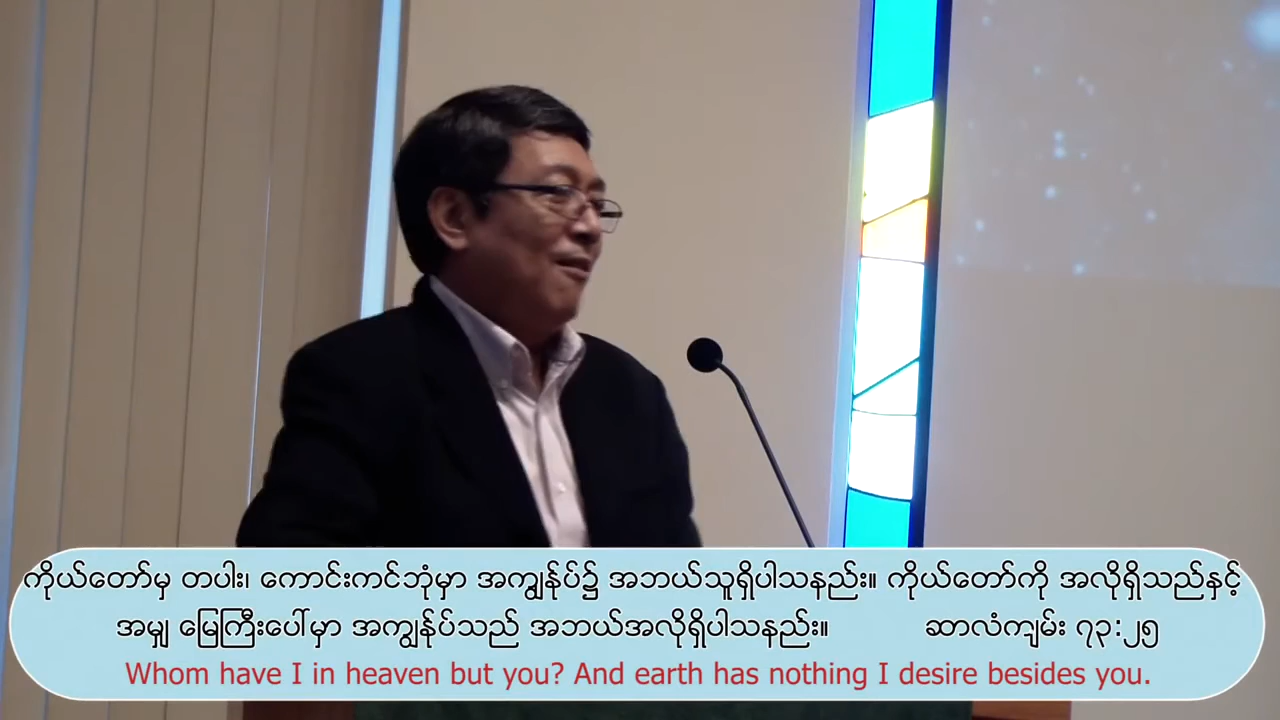 ကိုယ်တော်မှ တပါး၊ ကောင်းကင်ဘုံမှာ အကျွန်ုပ်၌ အဘယ်သူရှိပါသနည်း။ ကိုယ်တော်ကို အလိုရှိသည်နှင့်
အမျှ မြေကြီးပေါ်မှာ အကျွန်ုပ်သည် အဘယ်အလိုရှိပါသနည်း။ ဆာလံကျမ်း ၇၃:၂၅
Whom have I in heaven but you? And earth has nothing I desire besides you.